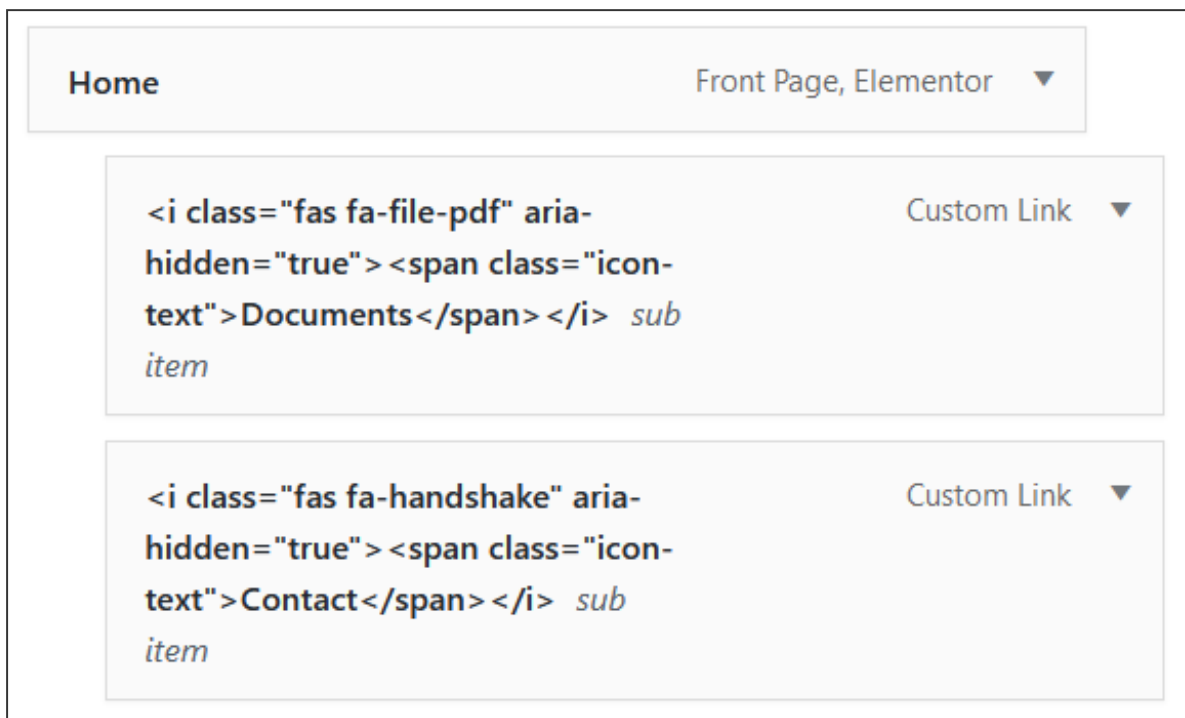 Home Front Page, Elementor
<i class="fas fa-file-pdf" aria- Custom Link
hidden="true"><span class="icon-
text">Documents</span></i> sub
item
<i class="fas fa-handshake" aria- Custom Link
hidden="true"><span class="icon-
text">Contact</span></i> sub
item